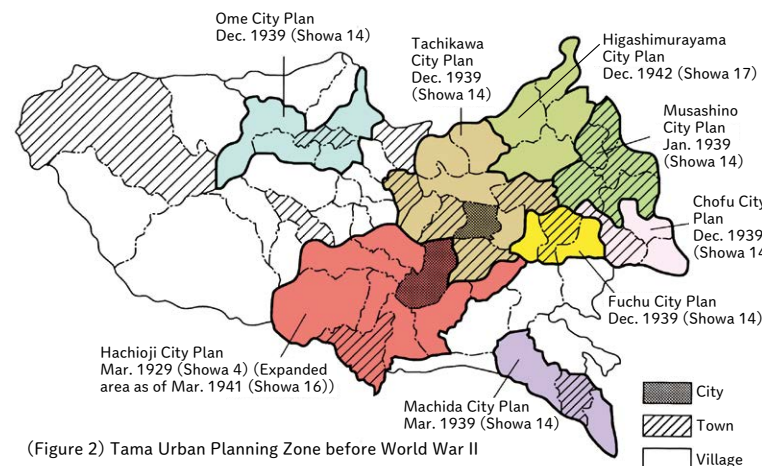 Ome City Plan
Dec. 1939 (Showa 14)
Tachikawa
City Plan
Dec. 1939
(Showa 14)
Higashimurayama
City Plan
Dec. 1942 (Showa 17)
Musashino
City Plan
Jan. 1939
(Showa 14)
Chofu City
Plan
Dec. 1939
(Showa 14
Fuchu City Plan
Dec. 1939 (Showa 14)
Hachioji City Plan
Mar. 1929 (Showa 4) (Expanded
area as of Mar. 1941 (Showa 16))
Machida City Plan
Mar. 1939 (Showa 14)
City
Town
Village
(Figure 2) Tama Urban Planning Zone before World War II